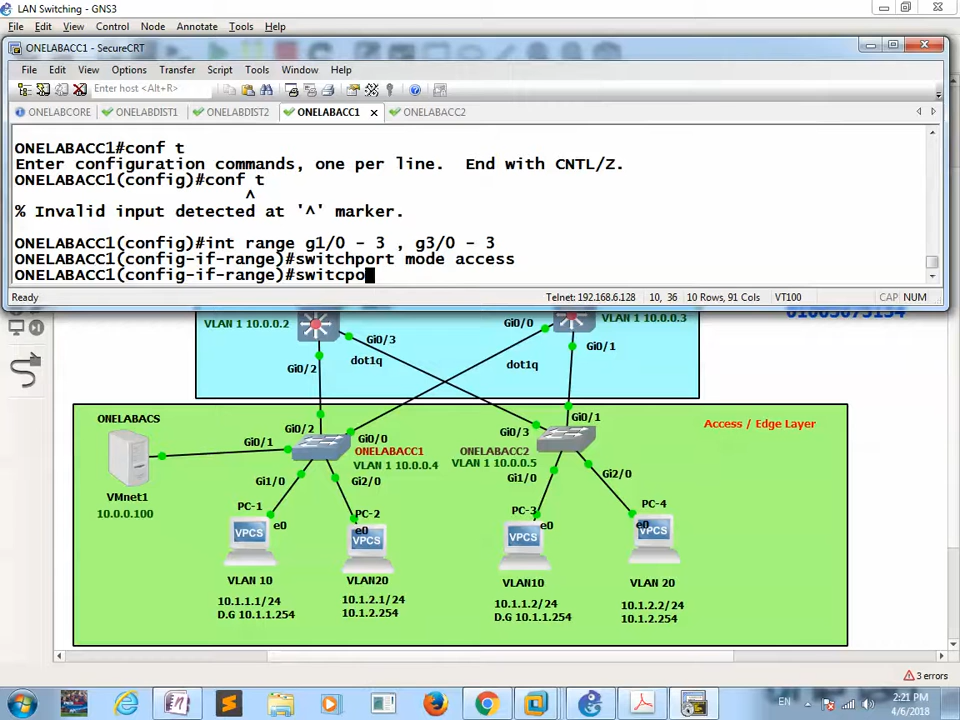 LAN Switching - GNS3
File Edit View Control Node Annotate Tools Help
ONELABACC1 - SecureCRT
File Edit View Options Transfer Script Tools Window Help
Enter host <Alt+R>
ONELABCORE ONELABDIST1 ONELABDIST2 ONELABACC1 ONELABACC2
ONELABACC1#conf t
Enter configuration commands, one per line. End with CNTL/Z.
ONELABACC1(config)#conf t
^
% Invalid input detected at '^' marker.
ONELABACC1(config)#int range g1/0 - 3 , g3/0 - 3
ONELABACC1(config-if-range)#switchport mode access
ONELABACC1(config-if-range)#switcpo
Ready Telnet: 192.168.6.128 10, 36 10 Rows, 91 Cols VT100 CAP NUM
VLAN 1 10.0.0.2
Gi0/0
VLAN 1 10.0.0.3
Gi0/3
Gi0/1
Gi0/2
dot1q
dot1q
ONELABACS
Gi0/2
Gi0/1
Access / Edge Layer
Gi0/1
Gi0/0
Gi0/3
ONELABACC1
VLAN 1 10.0.0.4
ONELABACC2
VLAN 1 10.0.0.5
Gi1/0
Gi2/0
Gi1/0
Gi2/0
VMnet1
10.0.0.100
PC-1
e0
PC-2
e0
PC-3
e0
PC-4
e0
VPCS
VPCS
VPCS
VPCS
VLAN 10
VLAN20
VLAN10
VLAN 20
10.1.1.1/24
D.G 10.1.1.254
10.1.2.1/24
10.1.2.254
10.1.1.2/24
D.G 10.1.1.254
10.1.2.2/24
10.1.2.254
3 errors
EN
2:21 PM
4/6/2018